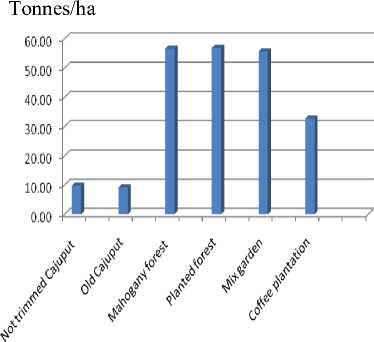 Tonnes/ha
60.00
50.00
40.00
30.00
20.00
10.00
0.00
Not trimmed Cajuput
Old Cajuput
Mahogany forest
Planted forest
Mix garden
Coffee plantation